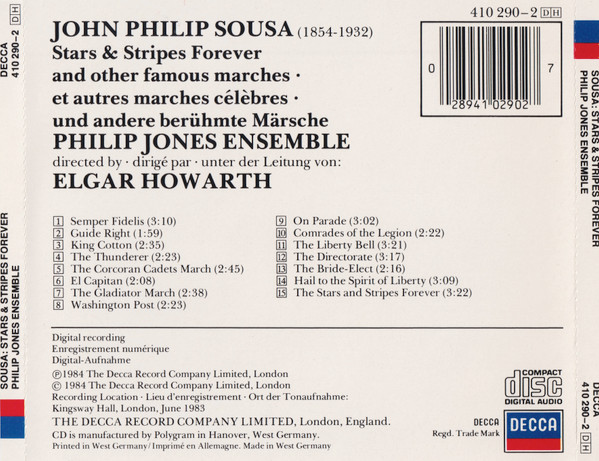 DECCA
410 290-2 DH
SOUSA: STARS & STRIPES FOREVER
PHILIP JONES ENSEMBLE
JOHN PHILIP SOUSA (1854-1932)
Stars & Stripes Forever
and other famous marches ·
et autres marches célèbres ·
und andere berühmte Märsche
PHILIP JONES ENSEMBLE
directed by · dirigé par · unter der Leitung von:
ELGAR HOWARTH
410 290-2 DH
0 28941 02902 7
1 Semper Fidelis (3:10)
2 Guide Right (1:59)
3 King Cotton (2:35)
4 The Thunderer (2:23)
5 The Corcoran Cadets March (2:45)
6 El Capitan (2:08)
7 The Gladiator March (2:38)
8 Washington Post (2:23)
9 On Parade (3:02)
10 Comrades of the Legion (2:22)
11 The Liberty Bell (3:21)
12 The Directorate (3:17)
13 The Bride-Elect (2:16)
14 Hail to the Spirit of Liberty (3:09)
15 The Stars and Stripes Forever (3:22)
Digital recording
Enregistrement numérique
Digital-Aufnahme
℗ 1984 The Decca Record Company Limited, London
© 1984 The Decca Record Company Limited, London
Recording Location · Lieu d'enregistrement · Ort der Tonaufnahme:
Kingsway Hall, London, June 1983
THE DECCA RECORD COMPANY LIMITED, London, England.
CD is manufactured by Polygram in Hanover, West Germany.
Printed in West Germany/Imprimé en Allemagne. Made in West Germany
COMPACT
disc
DIGITAL AUDIO
DECCA
Regd. Trade Mark
DECCA
SOUSA: STARS & STRIPES FOREVER
PHILIP JONES ENSEMBLE
DECCA
410 290-2 DH